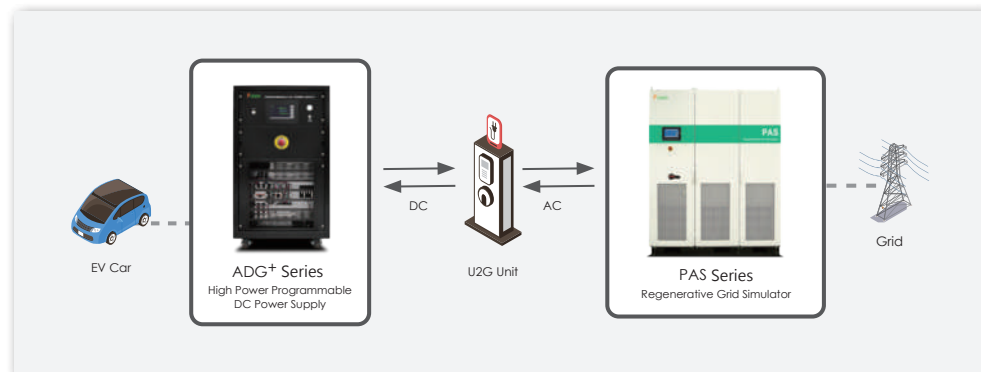 PAS
DC
AC
EV Car
ADG+ Series
High Power Programmable
DC Power Supply
U2G Unit
PAS Series
Regenerative Grid Simulator
Grid